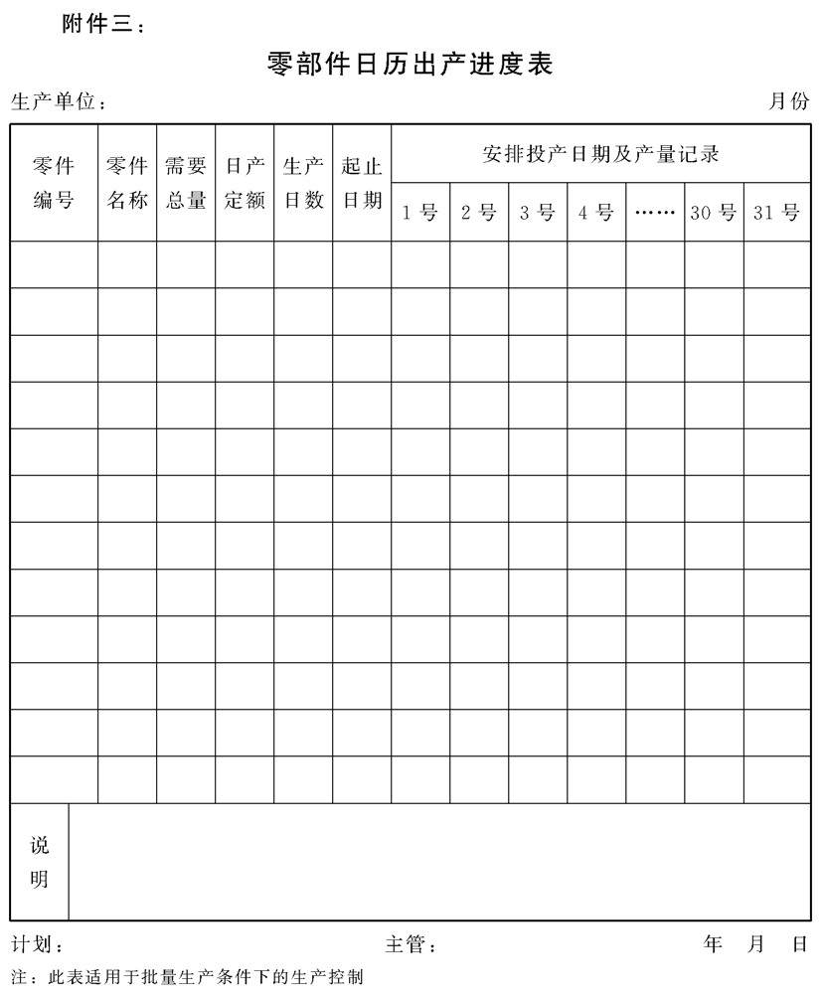 附件三：
零部件日历出产进度表
生产单位： 月份
零件编号 零件名称 需要总量 日产定额 生产日数 起止日期 安排投产日期及产量记录
1号 2号 3号 4号 …… 30号 31号
说明
计划： 主管： 年 月 日
注：此表适用于批量生产条件下的生产控制